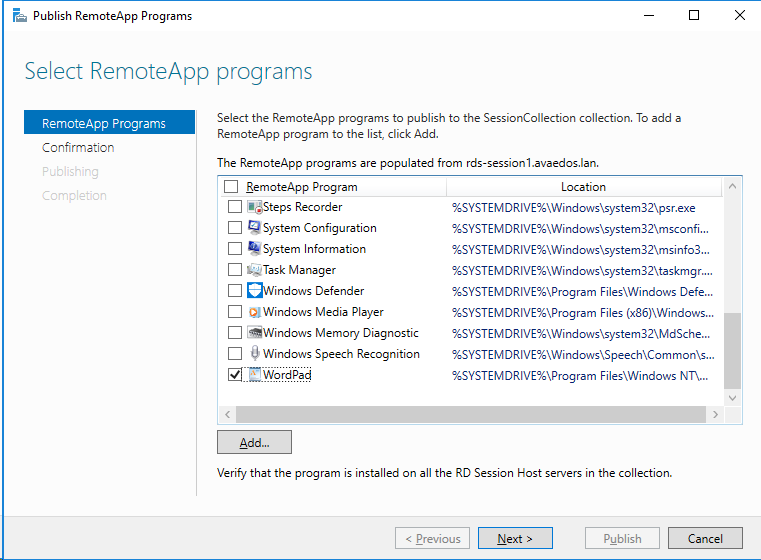 Publish RemoteApp Programs
Select RemoteApp programs
RemoteApp Programs
Confirmation
Publishing
Completion
Select the RemoteApp programs to publish to the SessionCollection collection. To add a
RemoteApp program to the list, click Add.
The RemoteApp programs are populated from rds-session1.avaedos.lan.
RemoteApp Program Location
Steps Recorder %SYSTEMDRIVE%\Windows\system32\psr.exe
System Configuration %SYSTEMDRIVE%\Windows\system32\msconfi...
System Information %SYSTEMDRIVE%\Windows\system32\msinfo3...
Task Manager %SYSTEMDRIVE%\Windows\system32\taskmgr....
Windows Defender %SYSTEMDRIVE%\Program Files\Windows Defe...
Windows Media Player %SYSTEMDRIVE%\Program Files (x86)\Windows...
Windows Memory Diagnostic %SYSTEMDRIVE%\Windows\system32\MdSche...
Windows Speech Recognition %SYSTEMDRIVE%\Windows\Speech\Common\s...
WordPad %SYSTEMDRIVE%\Program Files\Windows NT\...
Add...
Verify that the program is installed on all the RD Session Host servers in the collection.
< Previous Next > Publish Cancel